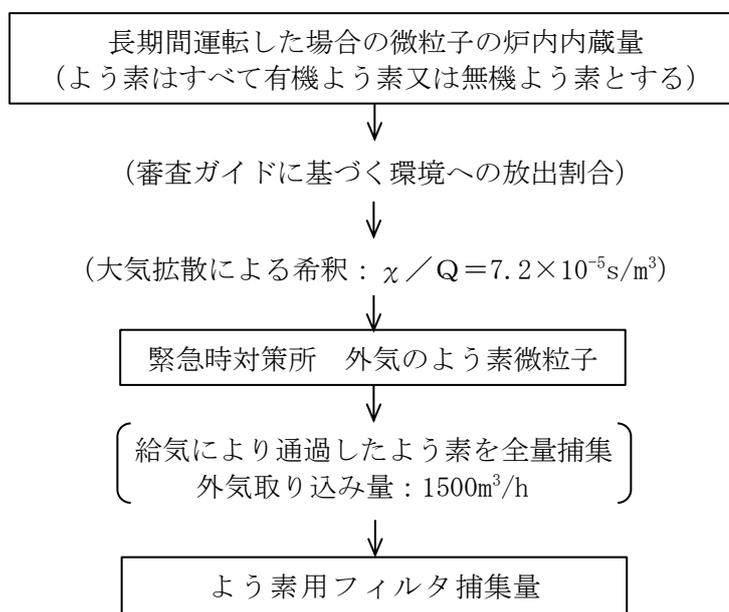 長期間運転した場合の微粒子の炉内内蔵量
（よう素はすべて有機よう素又は無機よう素とする）
（審査ガイドに基づく環境への放出割合）
（大気拡散による希釈：χ／Q＝7.2×10⁻⁵s/m³）
緊急時対策所　外気のよう素微粒子
給気により通過したよう素を全量捕集
外気取り込み量：1500m³/h
よう素用フィルタ捕集量